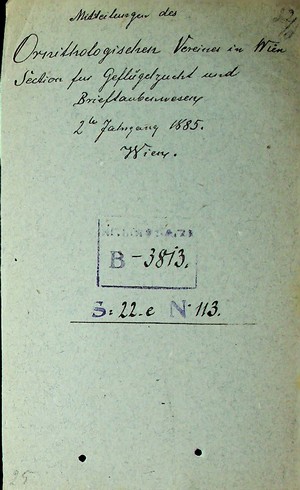 Mitteilungen des
Ornithologischen Vereines in Wien
Section für Geflügelzucht und
Brieftaubenwesen
2te Jahrgang 1885.
Wien.
B-3813.
S: 22.e N 113.